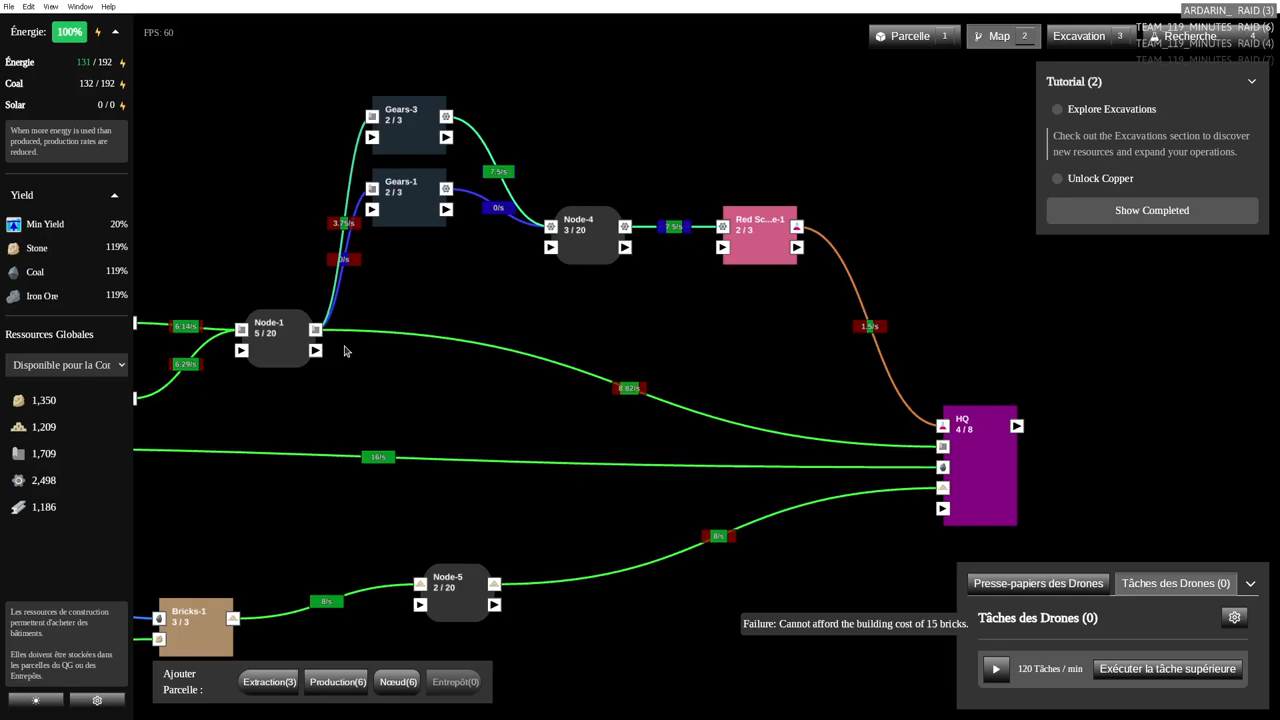 File Edit View Window Help
ARDARIN_ RAID (3)
TEAM_119_MINUTES RAID (6)
TEAM_119_MINUTES RAID (4)
TEAM_119_MINUTES RAID (7)
Énergie: 100%
FPS: 60
Parcelle 1
Map 2
Excavation 3
Recherche 4
Énergie 131 / 192
Coal 132 / 192
Solar 0 / 0
When more energy is used than
produced, production rates are
reduced.
Yield
Min Yield 20%
Stone 119%
Coal 119%
Iron Ore 119%
Ressources Globales
Disponible pour la Cor
1,350
1,209
1,709
2,498
1,186
Les ressources de construction
permettent d'acheter des
bâtiments.
Elles doivent être stockées dans
les parcelles du QG ou des
Entrepôts.
Tutorial (2)
Explore Excavations
Check out the Excavations section to discover
new resources and expand your operations.
Unlock Copper
Show Completed
Gears-3
2 / 3
7.5/s
Gears-1
2 / 3
0/s
3.75/s
0/s
Node-4
3 / 20
7.5/s
Red Sc...e-1
2 / 3
1.5/s
6.14/s
Node-1
5 / 20
6.29/s
8.82/s
HQ
4 / 8
16/s
8/s
Node-5
2 / 20
8/s
Bricks-1
3 / 3
Failure: Cannot afford the building cost of 15 bricks.
Ajouter
Parcelle :
Extraction(3)
Production(6)
Nœud(6)
Entrepôt(0)
Presse-papiers des Drones
Tâches des Drones (0)
Tâches des Drones (0)
120 Tâches / min
Exécuter la tâche supérieure